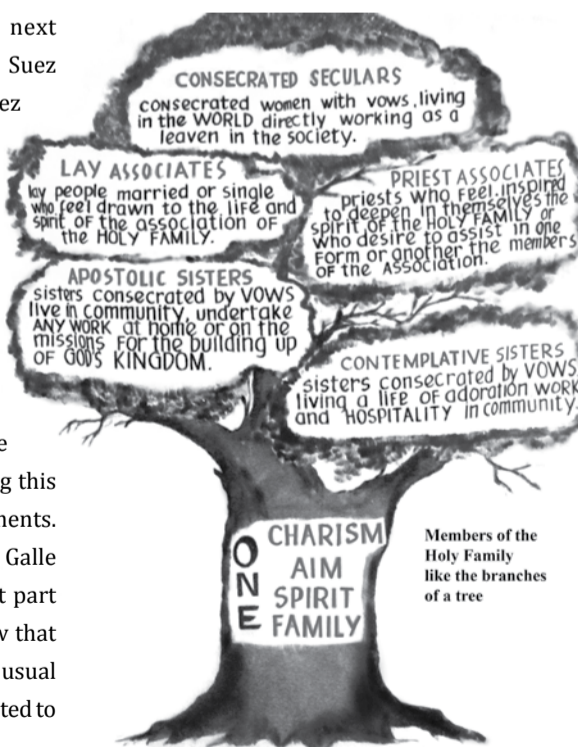 next
Suez
ez
CONSECRATED SECULARS
consecrated women with vows, living
in the WORLD directly working as a
leaven in the society.
LAY ASSOCIATES
lay people married or single
who feel drawn to the life and
spirit of the association of
the HOLY FAMILY.
PRIEST ASSOCIATES
priests who feel inspired
to deepen in themselves the
spirit of the HOLY FAMILY or
who desire to assist in one
form or another the members
of the ASSOCIATION.
APOSTOLIC SISTERS
sisters consecrated by VOWS
live in community, undertake
ANY WORK at home or on the
missions for the building up
OF GOD'S KINGDOM.
CONTEMPLATIVE SISTERS
sisters consecrated by VOWS
living a LIFE OF ADORATION WORK
and HOSPITALITY in community.
e
g this
nents.
Galle
t part
w that
usual
ted to
ONE
CHARISM
AIM
SPIRIT
FAMILY
Members of the
Holy Family
like the branches
of a tree